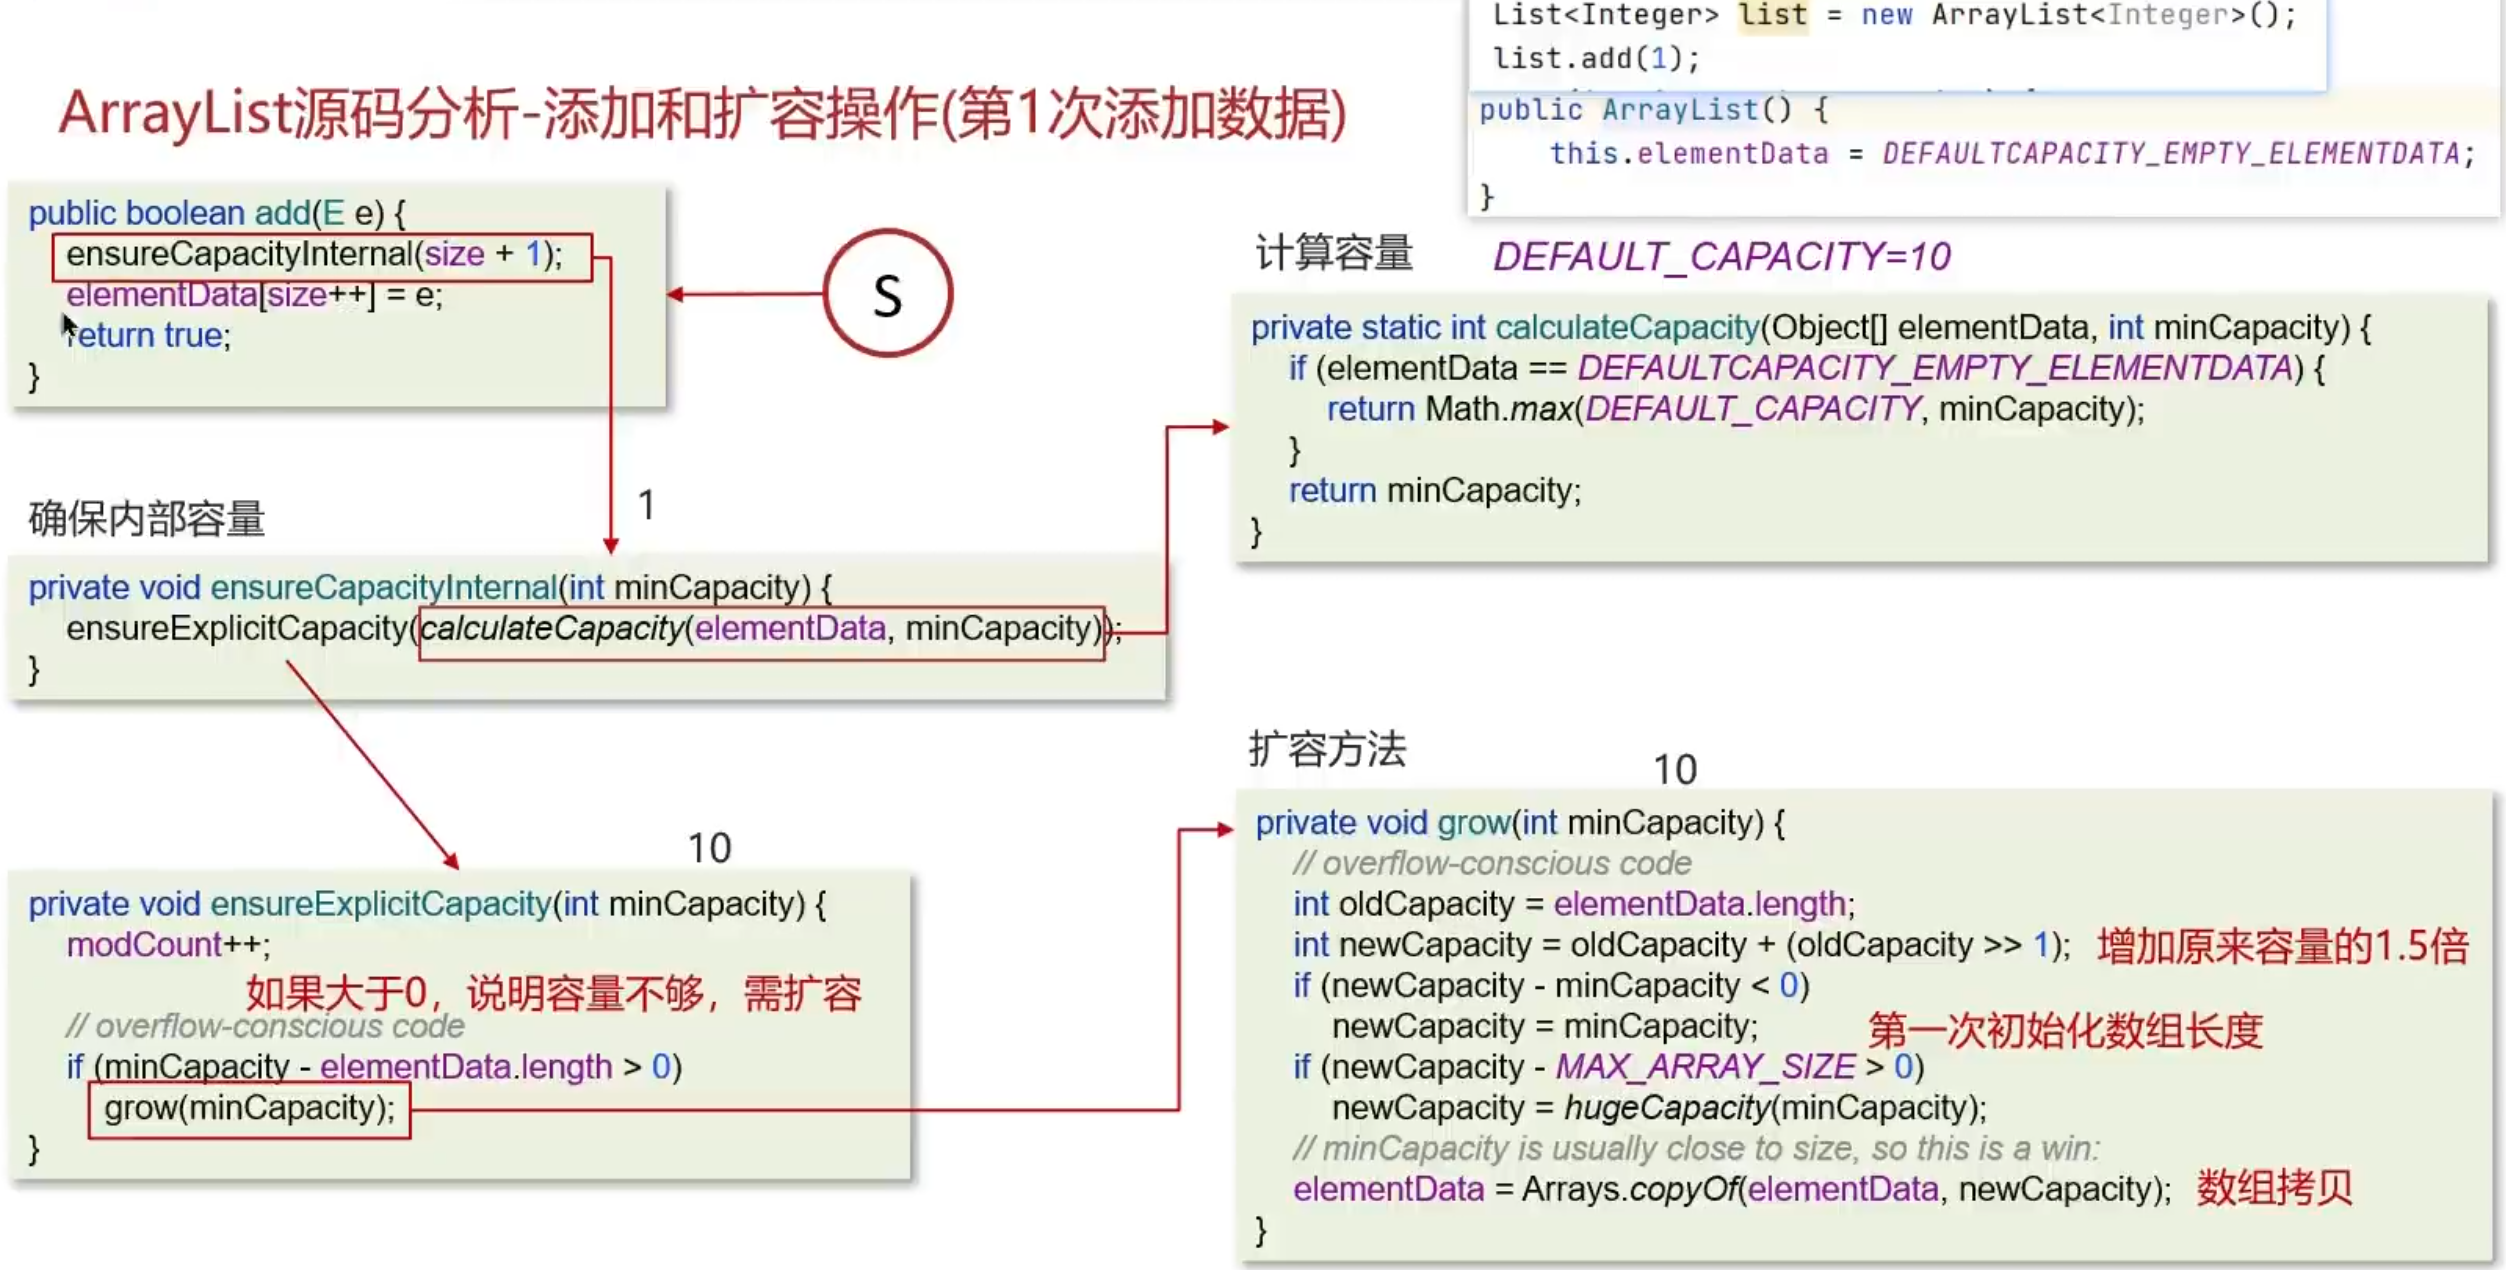 List<Integer> list = new ArrayList<Integer>();
list.add(1);
ArrayList源码分析-添加和扩容操作(第1次添加数据)
public ArrayList() {
this.elementData = DEFAULTCAPACITY_EMPTY_ELEMENTDATA;
}
public boolean add(E e) {
ensureCapacityInternal(size + 1);
elementData[size++] = e;
return true;
}
S
计算容量 DEFAULT_CAPACITY=10
private static int calculateCapacity(Object[] elementData, int minCapacity) {
if (elementData == DEFAULTCAPACITY_EMPTY_ELEMENTDATA) {
return Math.max(DEFAULT_CAPACITY, minCapacity);
}
return minCapacity;
}
确保内部容量
1
private void ensureCapacityInternal(int minCapacity) {
ensureExplicitCapacity(calculateCapacity(elementData, minCapacity));
}
10
private void ensureExplicitCapacity(int minCapacity) {
modCount++;
如果大于0，说明容量不够，需扩容
// overflow-conscious code
if (minCapacity - elementData.length > 0)
grow(minCapacity);
}
扩容方法
10
private void grow(int minCapacity) {
// overflow-conscious code
int oldCapacity = elementData.length;
int newCapacity = oldCapacity + (oldCapacity >> 1); 增加原来容量的1.5倍
if (newCapacity - minCapacity < 0)
newCapacity = minCapacity; 第一次初始化数组长度
if (newCapacity - MAX_ARRAY_SIZE > 0)
newCapacity = hugeCapacity(minCapacity);
// minCapacity is usually close to size, so this is a win:
elementData = Arrays.copyOf(elementData, newCapacity); 数组拷贝
}